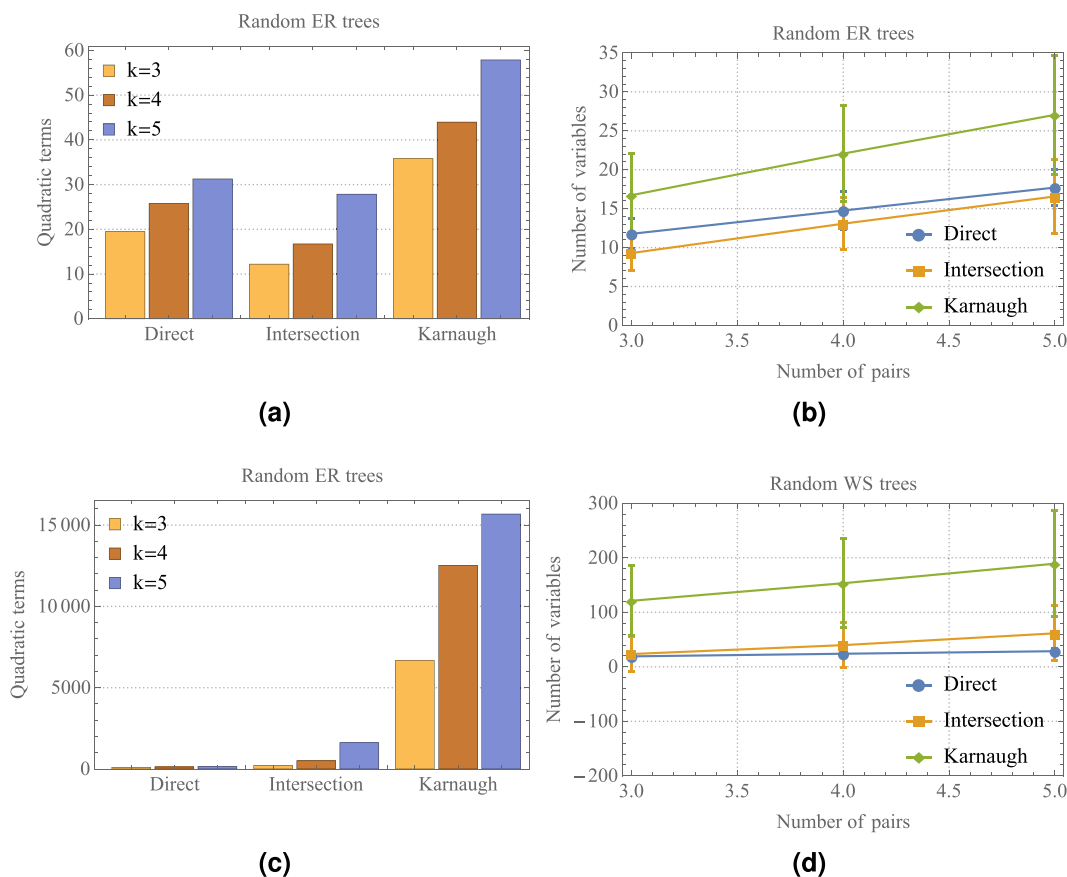 Random ER trees
Quadratic terms
60
50
40
30
20
10
0
k=3
k=4
k=5
Direct
Intersection
Karnaugh
(a)
Random ER trees
Number of variables
35
30
25
20
15
10
5
0
Direct
Intersection
Karnaugh
3.0
3.5
4.0
4.5
5.0
Number of pairs
(b)
Random ER trees
Quadratic terms
15 000
10 000
5000
0
k=3
k=4
k=5
Direct
Intersection
Karnaugh
(c)
Random WS trees
Number of variables
300
200
100
0
−100
−200
Direct
Intersection
Karnaugh
3.0
3.5
4.0
4.5
5.0
Number of pairs
(d)